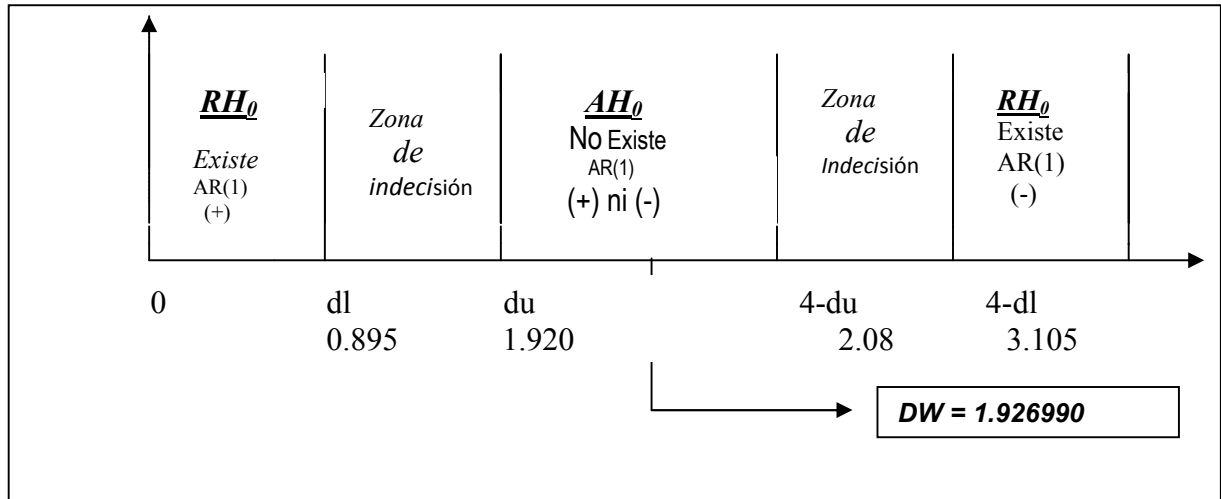 RH0
Existe
AR(1)
(+)
Zona
de
indecisión
AH0
No Existe
AR(1)
(+) ni (-)
Zona
de
Indecisión
RH0
Existe
AR(1)
(-)
0 dl du 4-du 4-dl
0.895 1.920 2.08 3.105
DW = 1.926990